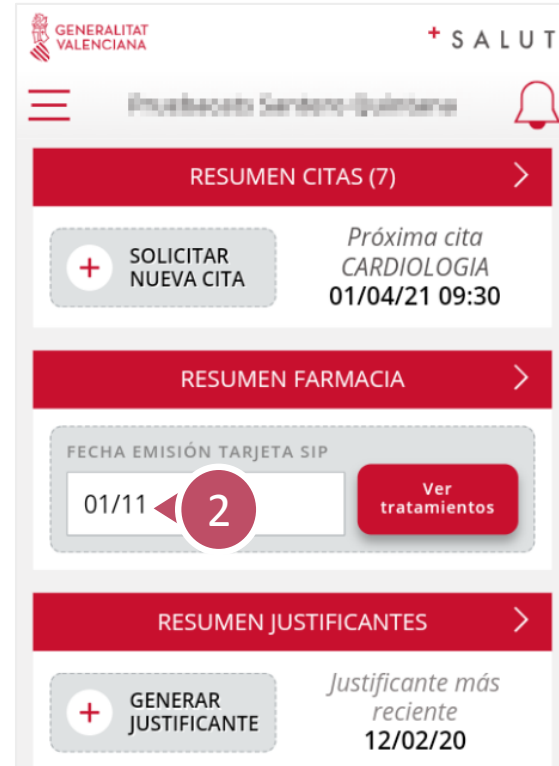 GENERALITAT
VALENCIANA
+ SALUT
RESUMEN CITAS (7)
SOLICITAR
NUEVA CITA
Próxima cita
CARDIOLOGIA
01/04/21 09:30
RESUMEN FARMACIA
FECHA EMISIÓN TARJETA SIP
01/11
2
Ver
tratamientos
RESUMEN JUSTIFICANTES
GENERAR
JUSTIFICANTE
Justificante más
reciente
12/02/20